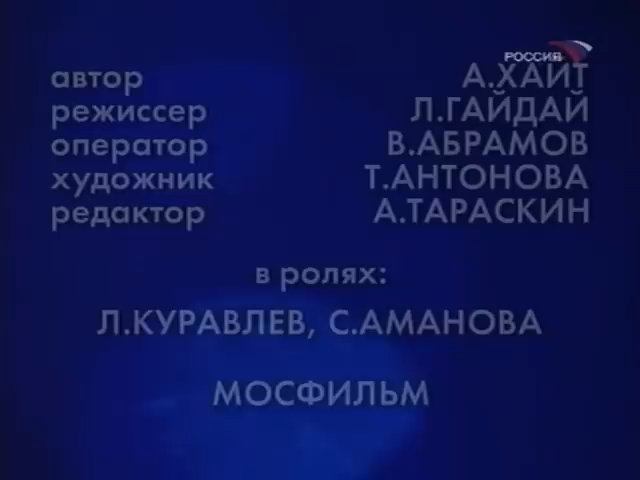 РОССИЯ
автор А.ХАЙТ
режиссер Л.ГАЙДАЙ
оператор В.АБРАМОВ
художник Т.АНТОНОВА
редактор А.ТАРАСКИН
в ролях:
Л.КУРАВЛЕВ, С.АМАНОВА
МОСФИЛЬМ